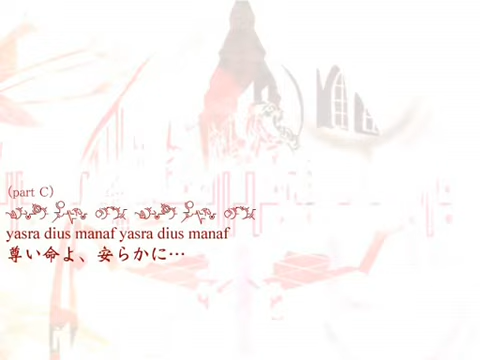 (part C)
yasra dius manaf yasra dius manaf
尊い命よ、安らかに…